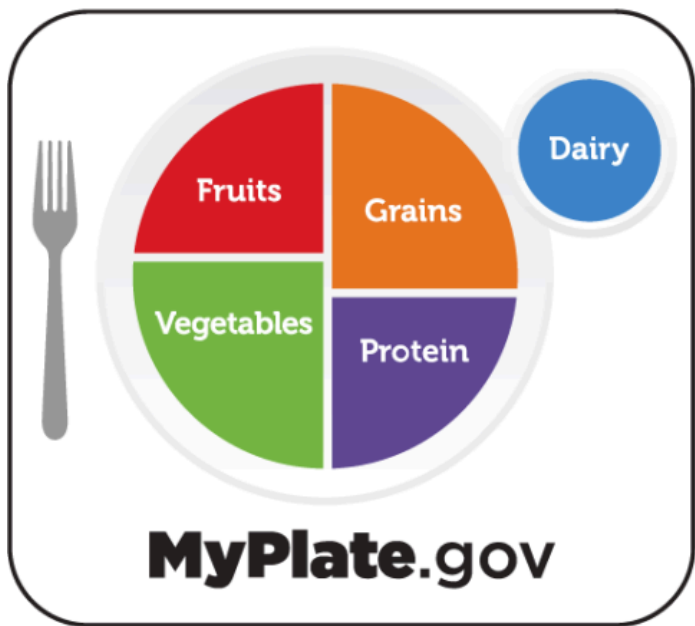 Dairy
Fruits
Grains
Vegetables
Protein
MyPlate.gov